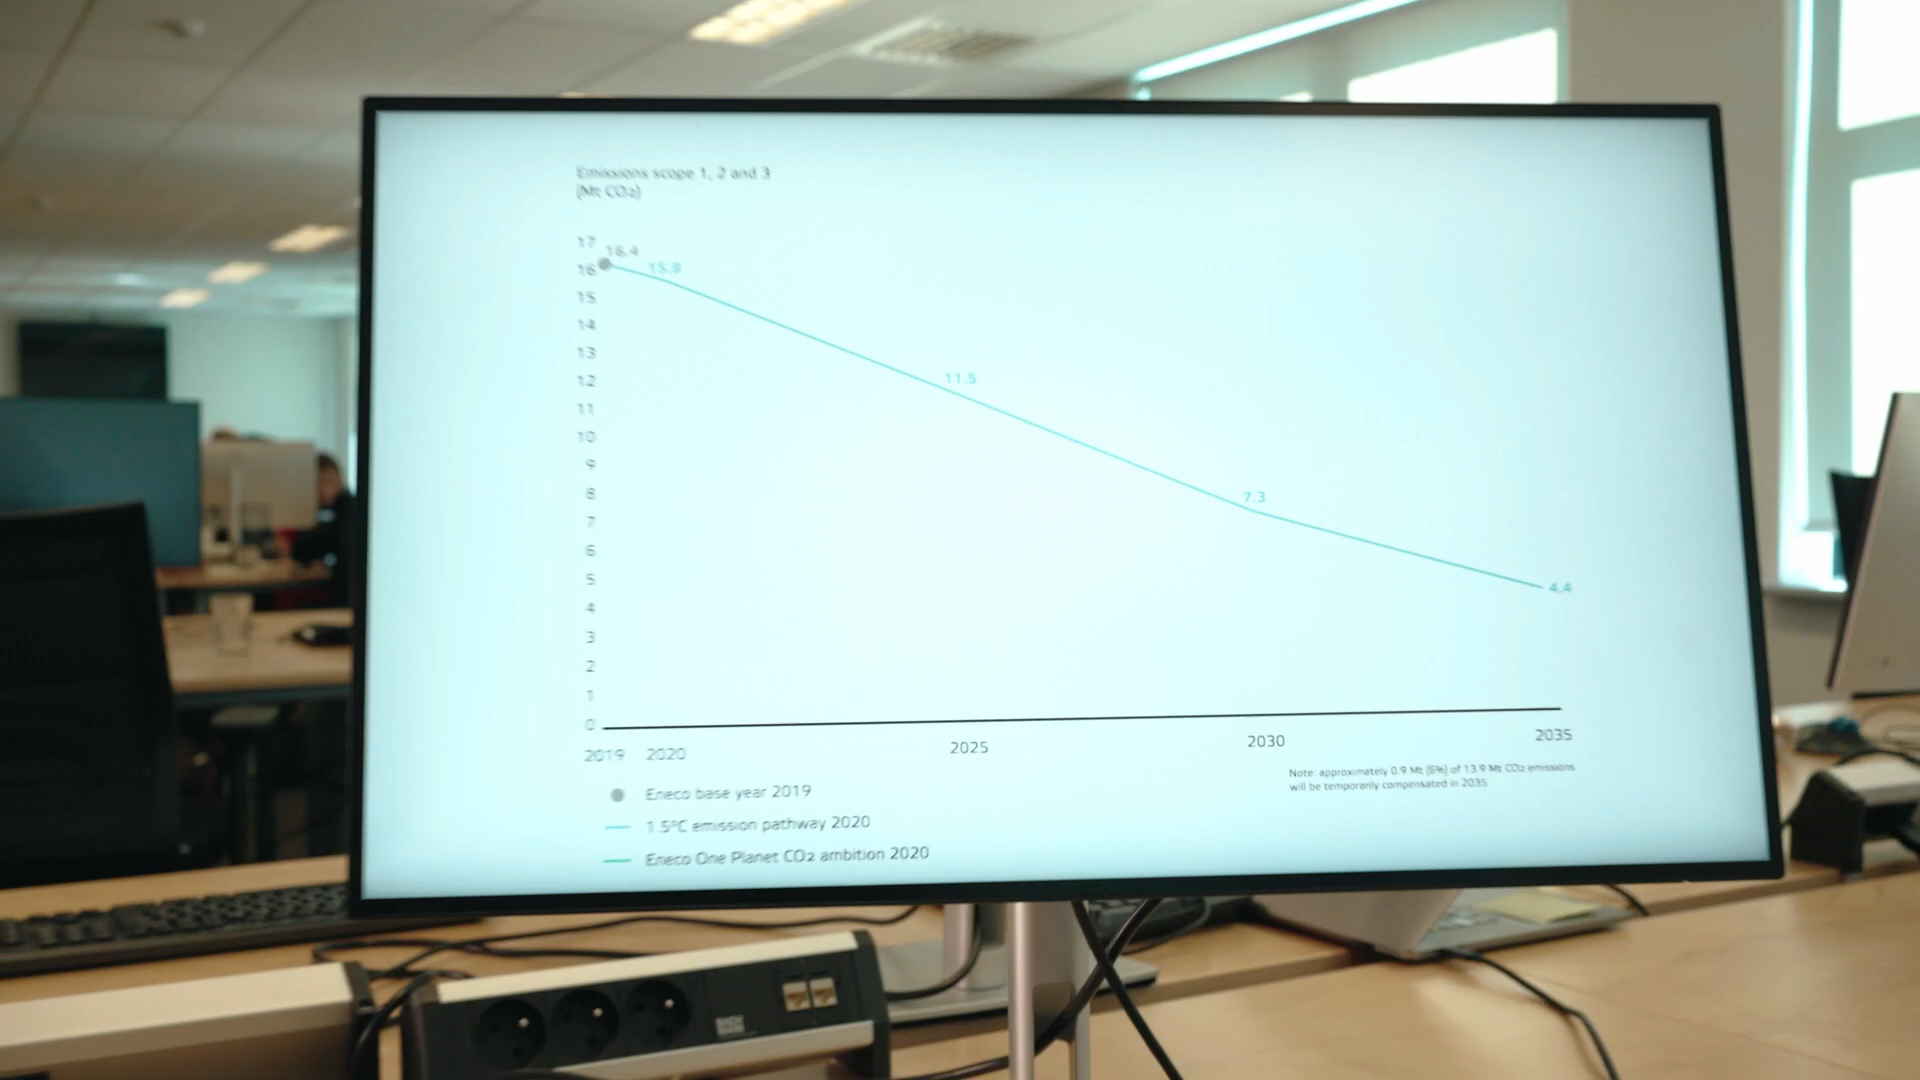 Emissions scope 1, 2 and 3
(Mt CO₂)
17
16.4
16
15.8
15
14
13
12
11.5
11
10
9
8
7.3
7
6
5
4.4
4
3
2
1
0
2019 2020 2025 2030 2035
Note: approximately 0.9 Mt (6%) of 13.9 Mt CO₂ emissions
will be temporarily compensated in 2035
Eneco base year 2019
1.5°C emission pathway 2020
Eneco One Planet CO₂ ambition 2020